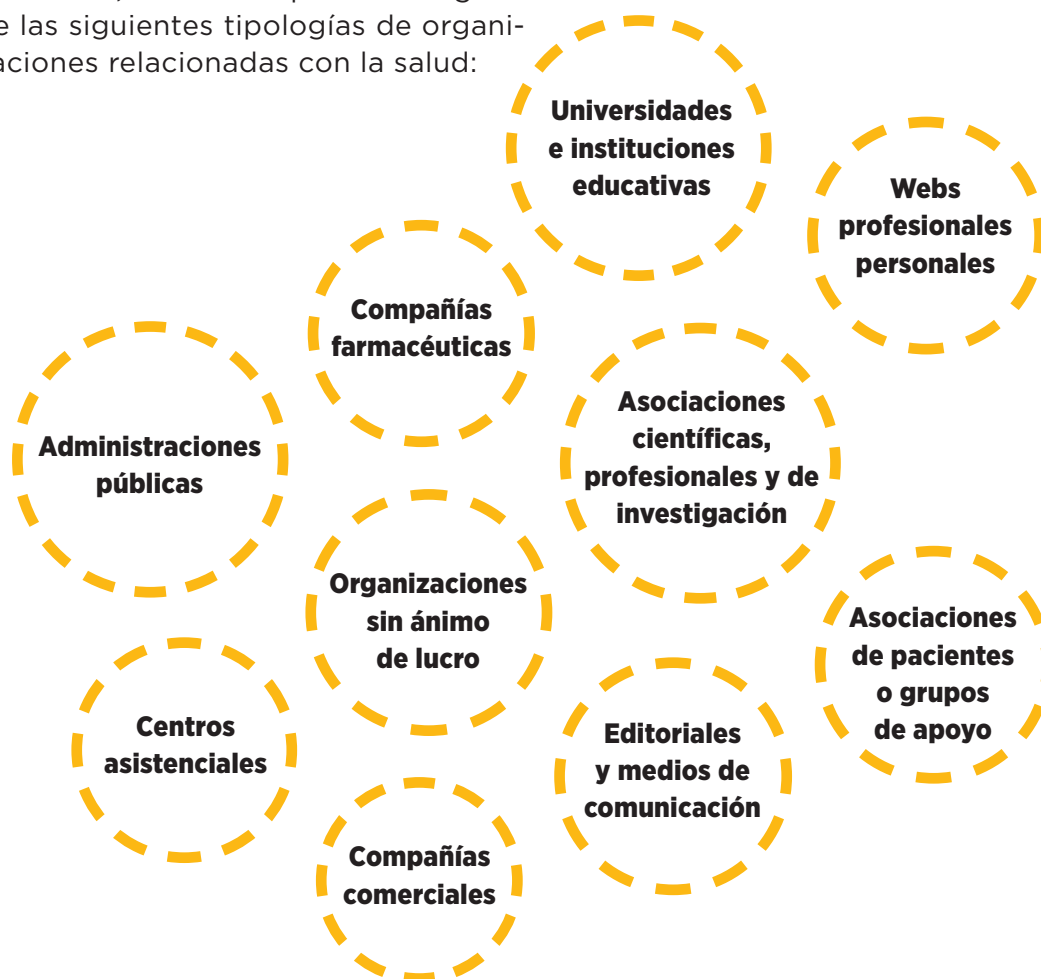 e las siguientes tipologías de organi-
aciones relacionadas con la salud:
Universidades
e instituciones
educativas
Webs
profesionales
personales
Compañías
farmacéuticas
Asociaciones
científicas,
profesionales y de
investigación
Administraciones
públicas
Organizaciones
sin ánimo
de lucro
Asociaciones
de pacientes
o grupos
de apoyo
Centros
asistenciales
Editoriales
y medios de
comunicación
Compañías
comerciales